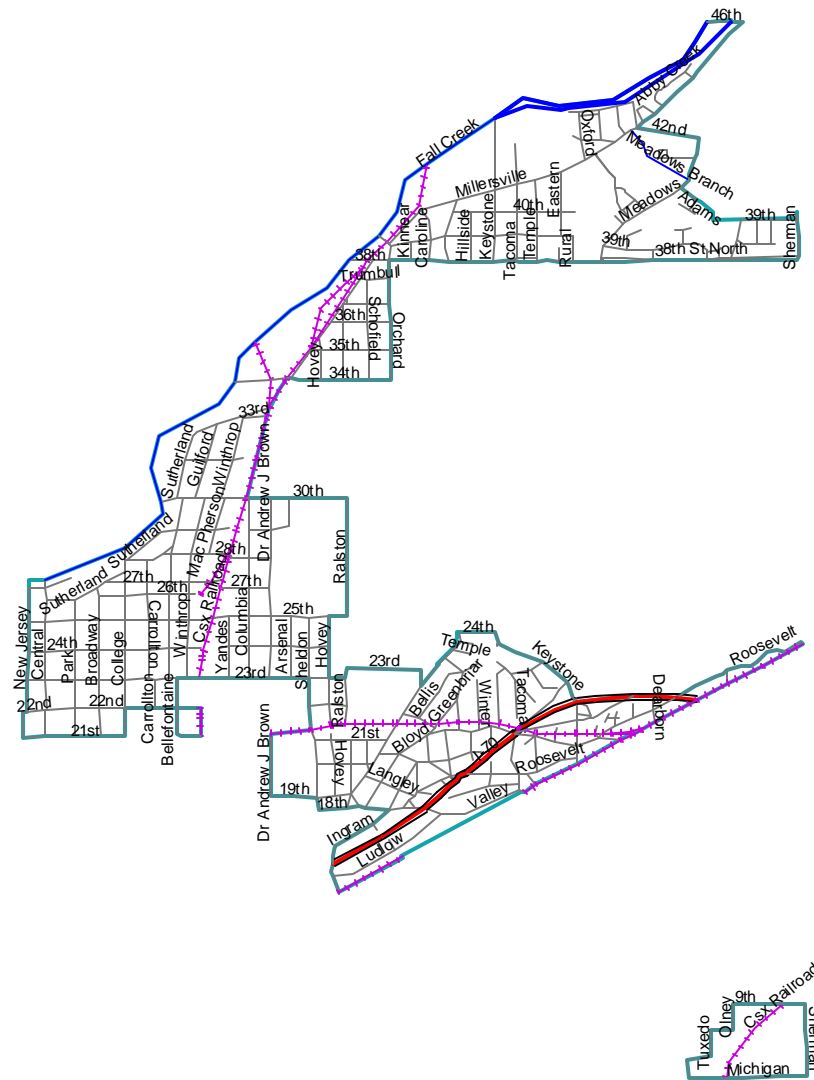 46th
Abby Creek
Oxford
42nd
Fall Creek
Meadows Branch
Millersville
Eastern
Meadows
Adams
40th
39th
Sherman
Kinnear
Caroline
Hillside
Keystone
Tacoma
Temple
Rural
39th
38th St North
38th
Trumbull
Schofield
36th
Orchard
35th
Hovey
34th
33rd
Sutherland
Guilford
Winthrop
Dr Andrew J Brown
Mac Pherson
30th
Sutherland
Sutherland
28th
Ralston
27th
26th
27th
Csx Railroad
New Jersey
Central
Park
Broadway
College
Carrollton
Winthrop
Yandes
Columbia
25th
Arsenal
Sheldon
Hovey
24th
24th
Temple
Keystone
Roosevelt
23rd
23rd
Bellis
Greenbriar
Winter
Tacoma
Dearborn
22nd
22nd
Carrollton
Bellefontaine
Ralston
21st
21st
Bloyd
I-70
Roosevelt
Dr Andrew J Brown
Hovey
Langley
19th
18th
Valley
Ingram
Ludlow
9th
Csx Railroad
Olney
Tuxedo
Sherman
Michigan